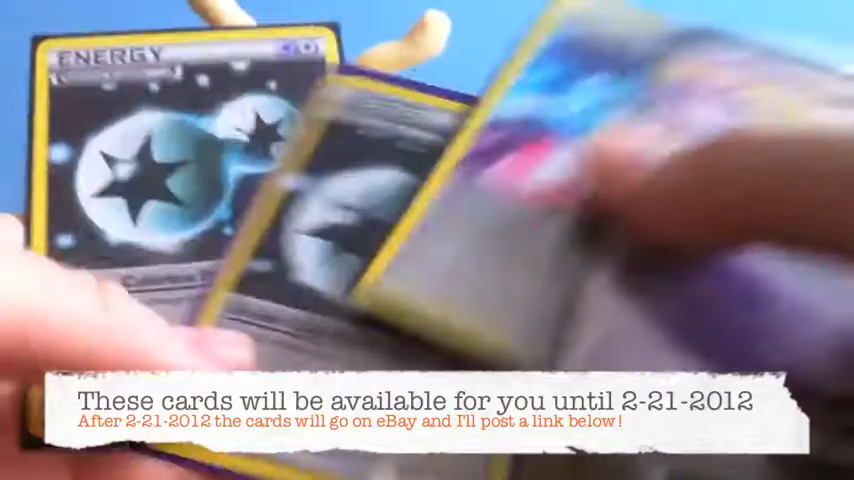 ENERGY
These cards will be available for you until 2-21-2012
After 2-21-2012 the cards will go on eBay and I'll post a link below!